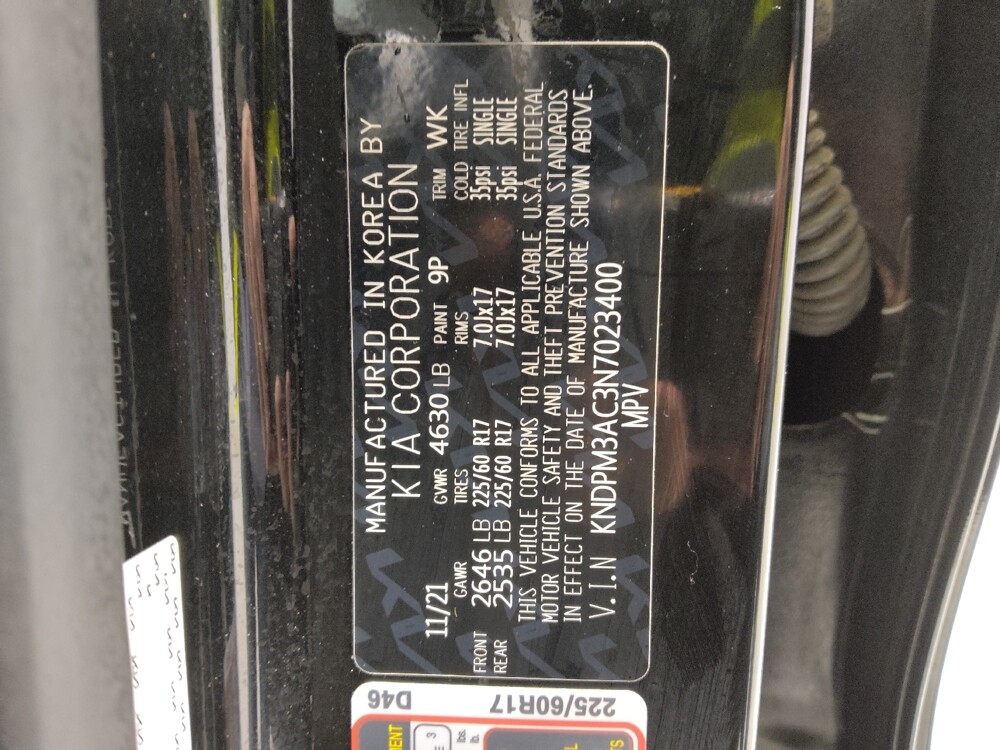 MANUFACTURED IN KOREA BY
KIA CORPORATION
11/21 GVWR 4630 LB PAINT 9P TRIM WK
GAWR TIRES RIMS COLD TIRE INFL
FRONT 2646 LB 225/60 R17 7.0Jx17 35psi SINGLE
REAR 2535 LB 225/60 R17 7.0Jx17 35psi SINGLE
THIS VEHICLE CONFORMS TO ALL APPLICABLE U.S.A. FEDERAL
MOTOR VEHICLE SAFETY AND THEFT PREVENTION STANDARDS
IN EFFECT ON THE DATE OF MANUFACTURE SHOWN ABOVE.
V.I.N KNDPM3AC3N7023400
MPV
D46
225/60R17
3
lbs.
lb.